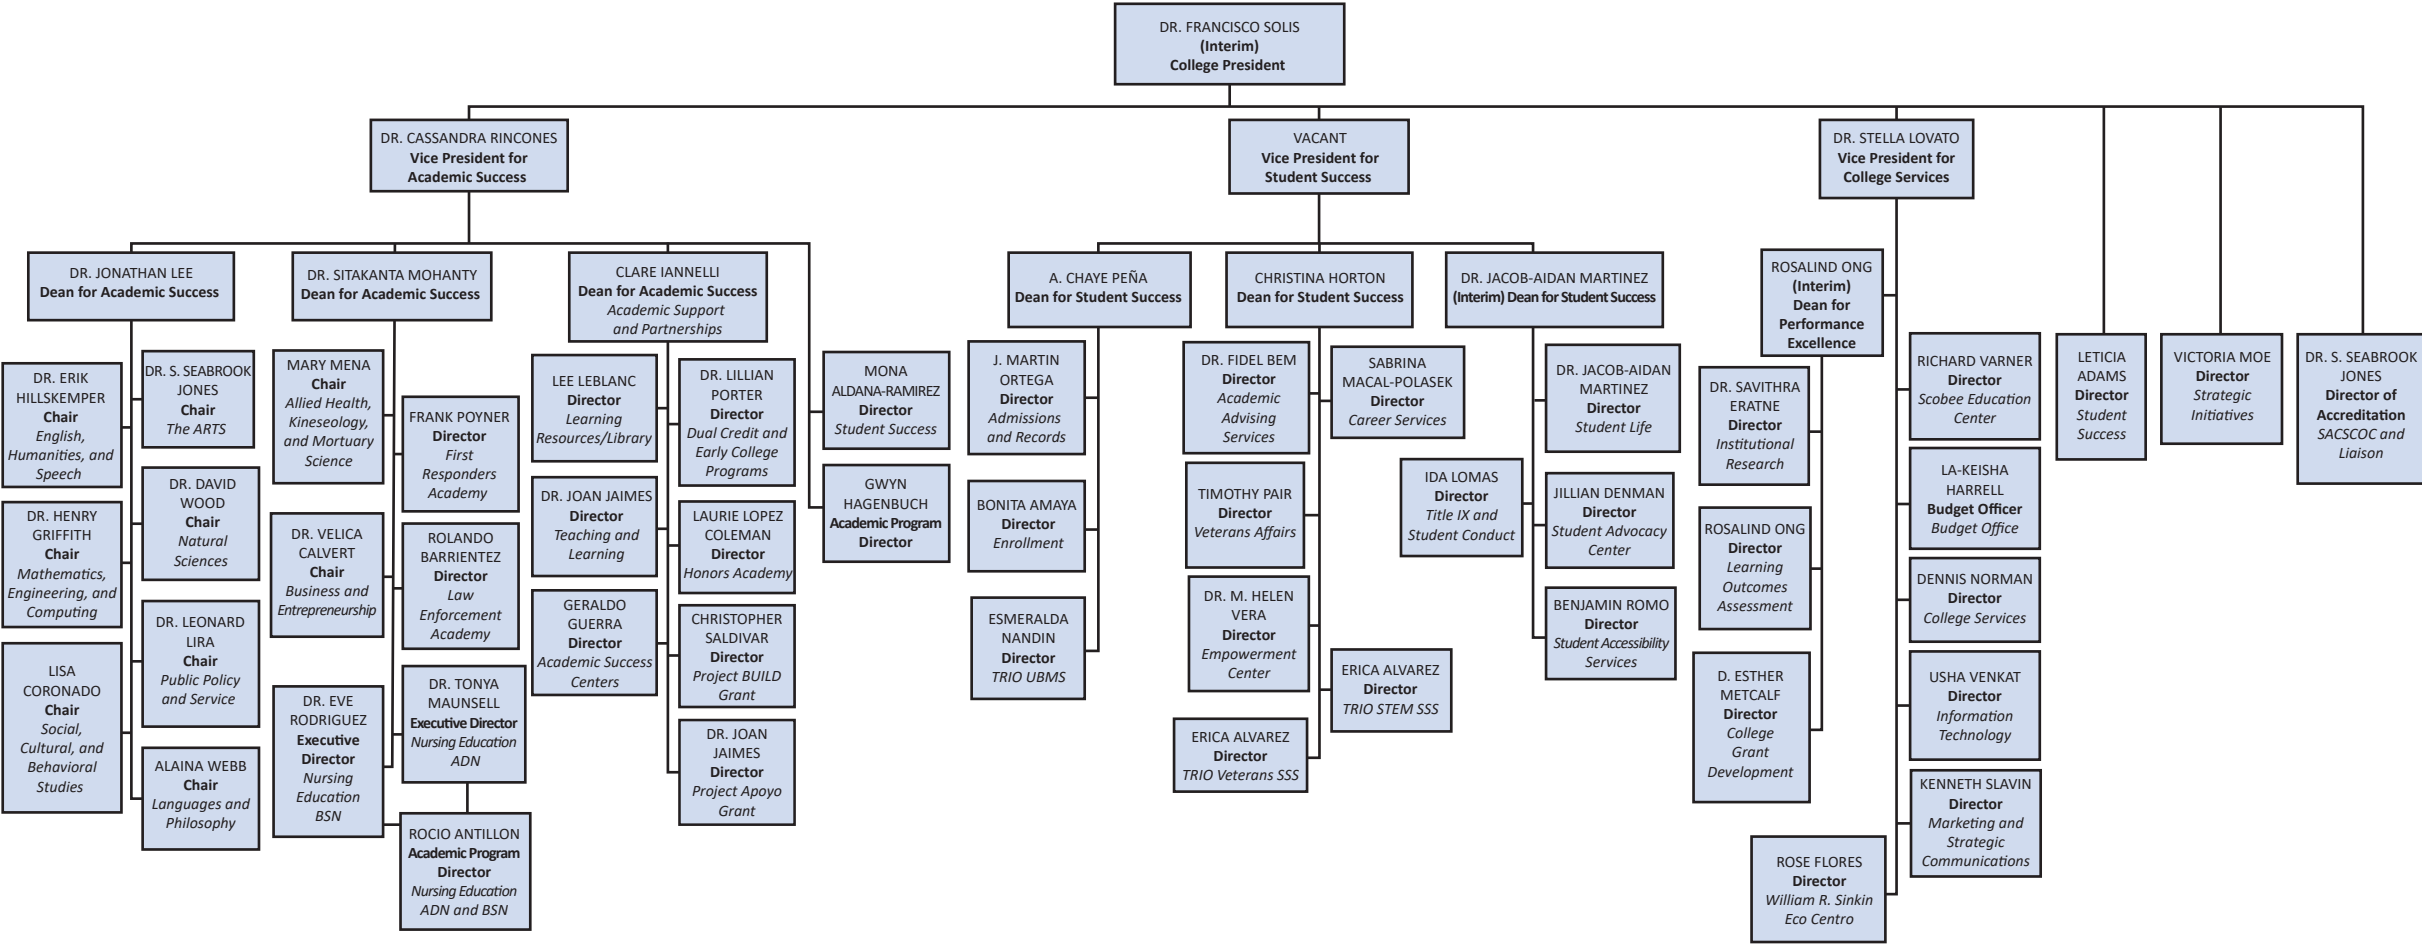 DR. FRANCISCO SOLIS
(Interim)
College President
DR. CASSANDRA RINCONES
Vice President for
Academic Success
VACANT
Vice President for
Student Success
DR. STELLA LOVATO
Vice President for
College Services
DR. JONATHAN LEE
Dean for Academic Success
DR. ERIK
HILLSKEMPER
Chair
English,
Humanities, and
Speech
DR. S. SEABROOK
JONES
Chair
The ARTS
DR. HENRY
GRIFFITH
Chair
Mathematics,
Engineering, and
Computing
DR. DAVID
WOOD
Chair
Natural
Sciences
LISA
CORONADO
Chair
Social,
Cultural, and
Behavioral
Studies
DR. LEONARD
LIRA
Chair
Public Policy
and Service
ALAINA WEBB
Chair
Languages and
Philosophy
DR. SITAKANTA MOHANTY
Dean for Academic Success
MARY MENA
Chair
Allied Health,
Kineseology,
and Mortuary
Science
FRANK POYNER
Director
First
Responders
Academy
DR. VELICA
CALVERT
Chair
Business and
Entrepreneurship
ROLANDO
BARRIENTEZ
Director
Law
Enforcement
Academy
DR. EVE
RODRIGUEZ
Executive
Director
Nursing
Education
BSN
DR. TONYA
MAUNSELL
Executive Director
Nursing Education
ADN
ROCIO ANTILLON
Academic Program
Director
Nursing Education
ADN and BSN
CLARE IANNELLI
Dean for Academic Success
Academic Support
and Partnerships
LEE LEBLANC
Director
Learning
Resources/Library
DR. LILLIAN
PORTER
Director
Dual Credit and
Early College
Programs
DR. JOAN JAIMES
Director
Teaching and
Learning
LAURIE LOPEZ
COLEMAN
Director
Honors Academy
GERALDO
GUERRA
Director
Academic Success
Centers
CHRISTOPHER
SALDIVAR
Director
Project BUILD
Grant
DR. JOAN
JAIMES
Director
Project Apoyo
Grant
MONA
ALDANA-RAMIREZ
Director
Student Success
GWYN
HAGENBUCH
Academic Program
Director
A. CHAYE PEÑA
Dean for Student Success
J. MARTIN
ORTEGA
Director
Admissions
and Records
BONITA AMAYA
Director
Enrollment
ESMERALDA
NANDIN
Director
TRIO UBMS
CHRISTINA HORTON
Dean for Student Success
DR. FIDEL BEM
Director
Academic
Advising
Services
SABRINA
MACAL-POLASEK
Director
Career Services
TIMOTHY PAIR
Director
Veterans Affairs
DR. M. HELEN
VERA
Director
Empowerment
Center
ERICA ALVAREZ
Director
TRIO STEM SSS
ERICA ALVAREZ
Director
TRIO Veterans SSS
DR. JACOB-AIDAN MARTINEZ
(Interim) Dean for Student Success
DR. JACOB-AIDAN
MARTINEZ
Director
Student Life
IDA LOMAS
Director
Title IX and
Student Conduct
JILLIAN DENMAN
Director
Student Advocacy
Center
BENJAMIN ROMO
Director
Student Accessibility
Services
ROSALIND ONG
(Interim)
Dean for
Performance
Excellence
DR. SAVITHRA
ERATNE
Director
Institutional
Research
ROSALIND ONG
Director
Learning
Outcomes
Assessment
D. ESTHER
METCALF
Director
College
Grant
Development
RICHARD VARNER
Director
Scobee Education
Center
LA-KEISHA
HARRELL
Budget Officer
Budget Office
DENNIS NORMAN
Director
College Services
USHA VENKAT
Director
Information
Technology
KENNETH SLAVIN
Director
Marketing and
Strategic
Communications
ROSE FLORES
Director
William R. Sinkin
Eco Centro
LETICIA
ADAMS
Director
Student
Success
VICTORIA MOE
Director
Strategic
Initiatives
DR. S. SEABROOK
JONES
Director of
Accreditation
SACSCOC and
Liaison